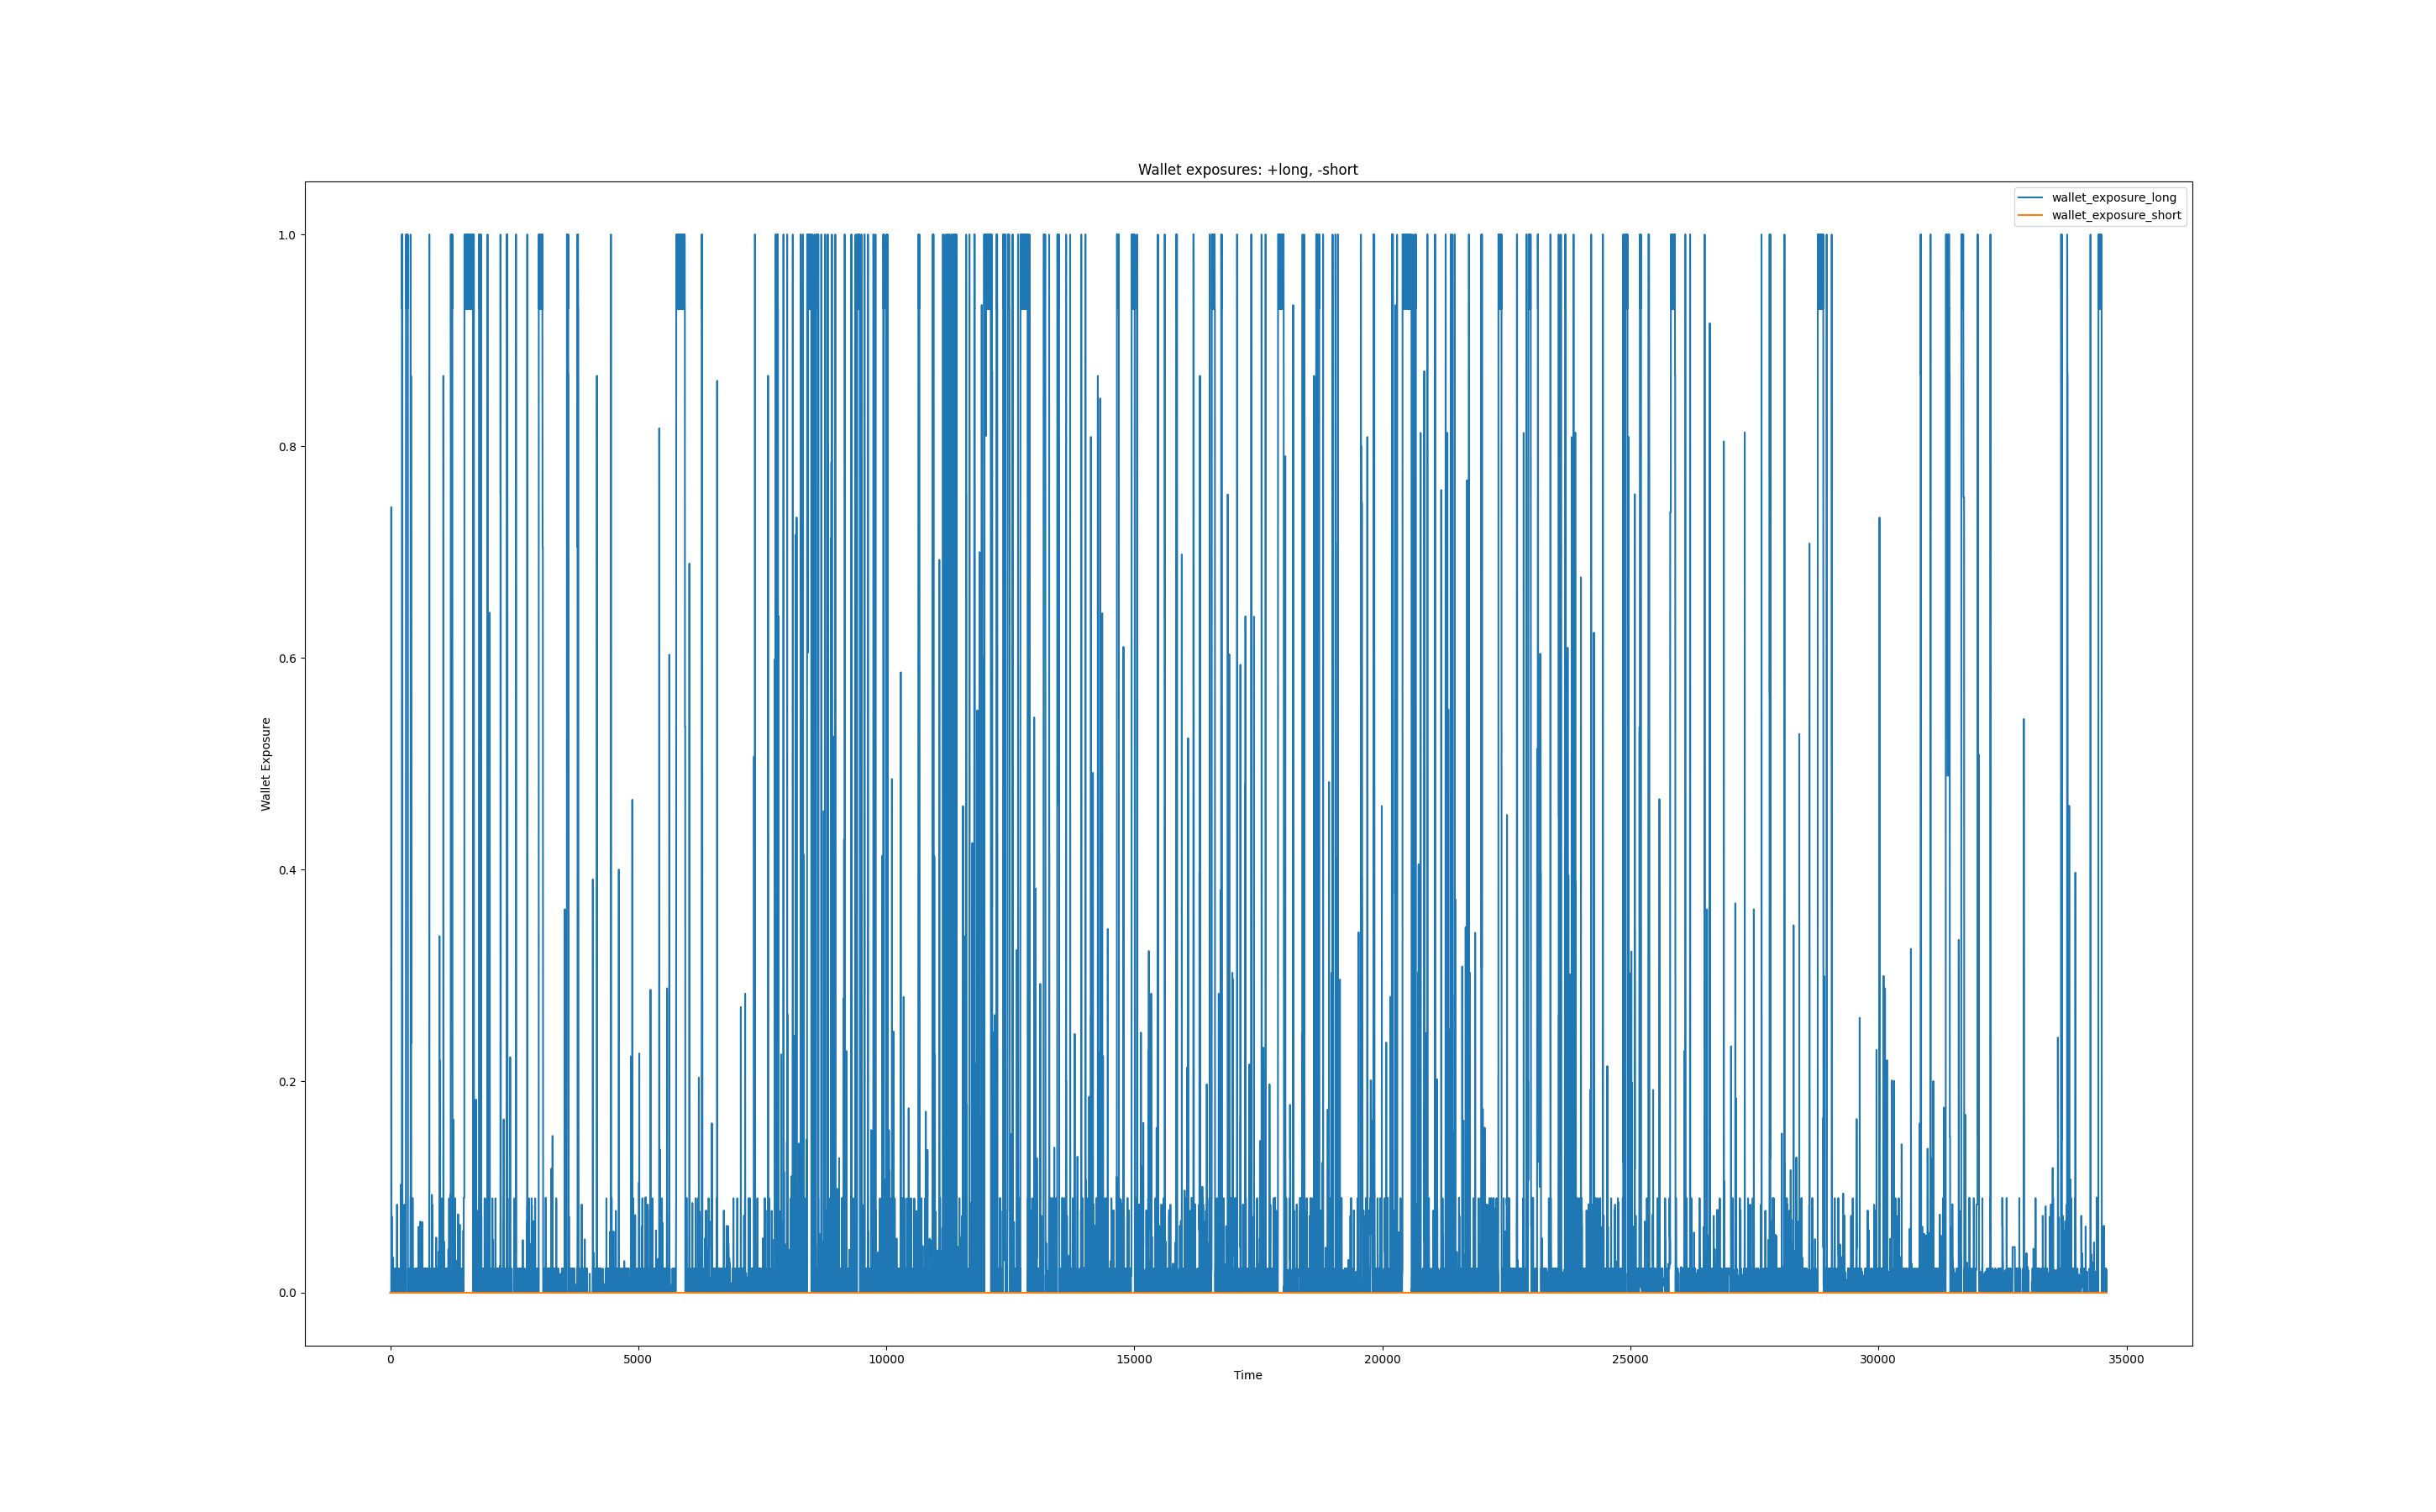 Wallet exposures: +long, -short
wallet_exposure_long
wallet_exposure_short
1.0
0.8
0.6
0.4
0.2
0.0
Wallet Exposure
0 5000 10000 15000 20000 25000 30000 35000
Time